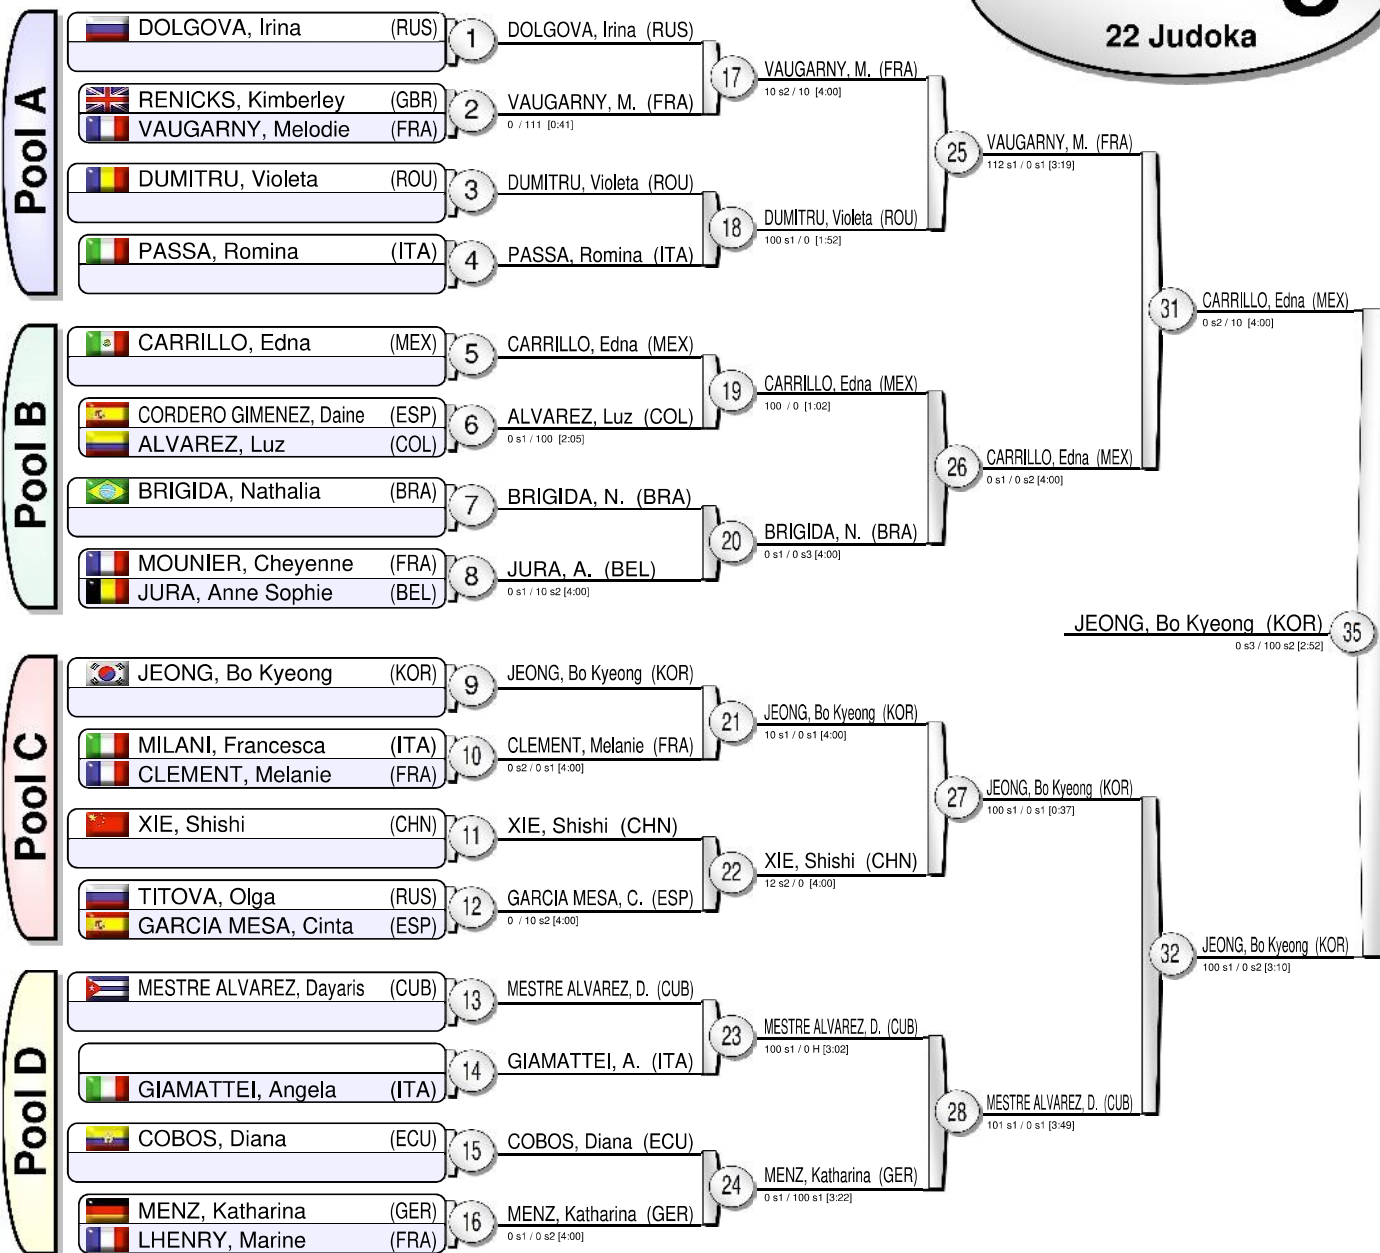 22 Judoka
Pool A
DOLGOVA, Irina (RUS)
1
DOLGOVA, Irina (RUS)
RENICKS, Kimberley (GBR)
VAUGARNY, Melodie (FRA)
2
VAUGARNY, M. (FRA)
0 / 111 [0:41]
17
VAUGARNY, M. (FRA)
10 s2 / 10 [4:00]
DUMITRU, Violeta (ROU)
3
DUMITRU, Violeta (ROU)
PASSA, Romina (ITA)
4
PASSA, Romina (ITA)
18
DUMITRU, Violeta (ROU)
100 s1 / 0 [1:52]
25
VAUGARNY, M. (FRA)
112 s1 / 0 s1 [3:19]
Pool B
CARRILLO, Edna (MEX)
5
CARRILLO, Edna (MEX)
CORDERO GIMENEZ, Daine (ESP)
ALVAREZ, Luz (COL)
6
ALVAREZ, Luz (COL)
0 s1 / 100 [2:05]
19
CARRILLO, Edna (MEX)
100 / 0 [1:02]
BRIGIDA, Nathalia (BRA)
7
BRIGIDA, N. (BRA)
MOUNIER, Cheyenne (FRA)
JURA, Anne Sophie (BEL)
8
JURA, A. (BEL)
0 s1 / 10 s2 [4:00]
20
BRIGIDA, N. (BRA)
0 s1 / 0 s3 [4:00]
26
CARRILLO, Edna (MEX)
0 s1 / 0 s2 [4:00]
31
CARRILLO, Edna (MEX)
0 s2 / 10 [4:00]
JEONG, Bo Kyeong (KOR)
0 s3 / 100 s2 [2:52]
35
Pool C
JEONG, Bo Kyeong (KOR)
9
JEONG, Bo Kyeong (KOR)
MILANI, Francesca (ITA)
CLEMENT, Melanie (FRA)
10
CLEMENT, Melanie (FRA)
0 s2 / 0 s1 [4:00]
21
JEONG, Bo Kyeong (KOR)
10 s1 / 0 s1 [4:00]
XIE, Shishi (CHN)
11
XIE, Shishi (CHN)
TITOVA, Olga (RUS)
GARCIA MESA, Cinta (ESP)
12
GARCIA MESA, C. (ESP)
0 / 10 s2 [4:00]
22
XIE, Shishi (CHN)
12 s2 / 0 [4:00]
27
JEONG, Bo Kyeong (KOR)
100 s1 / 0 s1 [0:37]
Pool D
MESTRE ALVAREZ, Dayaris (CUB)
13
MESTRE ALVAREZ, D. (CUB)
GIAMATTEI, Angela (ITA)
14
GIAMATTEI, A. (ITA)
23
MESTRE ALVAREZ, D. (CUB)
100 s1 / 0 H [3:02]
COBOS, Diana (ECU)
15
COBOS, Diana (ECU)
MENZ, Katharina (GER)
LHENRY, Marine (FRA)
16
MENZ, Katharina (GER)
0 s1 / 0 s2 [4:00]
24
MENZ, Katharina (GER)
0 s1 / 100 s1 [3:22]
28
MESTRE ALVAREZ, D. (CUB)
101 s1 / 0 s1 [3:49]
32
JEONG, Bo Kyeong (KOR)
100 s1 / 0 s2 [3:10]